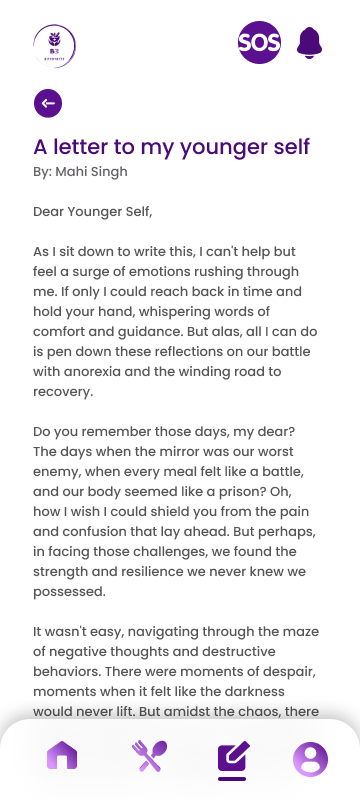 SOS
A letter to my younger self
By: Mahi Singh
Dear Younger Self,
As I sit down to write this, I can't help but
feel a surge of emotions rushing through
me. If only I could reach back in time and
hold your hand, whispering words of
comfort and guidance. But alas, all I can do
is pen down these reflections on our battle
with anorexia and the winding road to
recovery.
Do you remember those days, my dear?
The days when the mirror was our worst
enemy, when every meal felt like a battle,
and our body seemed like a prison? Oh,
how I wish I could shield you from the pain
and confusion that lay ahead. But perhaps,
in facing those challenges, we found the
strength and resilience we never knew we
possessed.
It wasn't easy, navigating through the maze
of negative thoughts and destructive
behaviors. There were moments of despair,
moments when it felt like the darkness
would never lift. But amidst the chaos, there